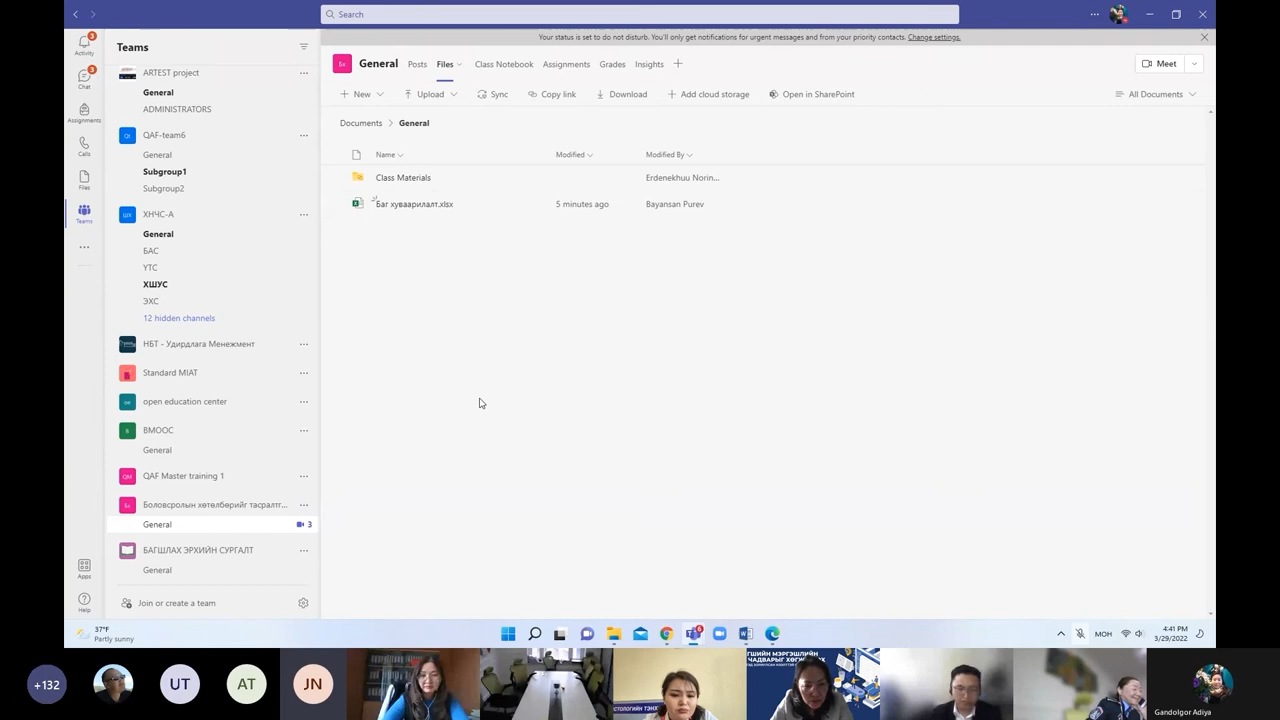 Search
Your status is set to do not disturb. You'll only get notifications for urgent messages and from your priority contacts. Change settings.
Activity
3
Chat
3
Assignments
Calls
Files
Teams
Apps
Help
Teams
ARTEST project
General
ADMINISTRATORS
QAF-team6
General
Subgroup1
Subgroup2
ХНЧС-А
General
БАС
YTC
ХШУС
ЭХС
12 hidden channels
НБТ - Удирдлага Менежмент
Standard MIAT
open education center
BMOOC
General
QAF Master training 1
Боловсролын хөтөлбөрийг тасралтг...
General
3
БАГШЛАХ ЭРХИЙН СУРГАЛТ
General
Join or create a team
General Posts Files Class Notebook Assignments Grades Insights
Meet
New Upload Sync Copy link Download Add cloud storage Open in SharePoint All Documents
Documents > General
Name Modified Modified By
Class Materials Erdenekhuu Norin...
Баг хуваарилалт.xlsx 5 minutes ago Bayansan Purev
37°F
Partly sunny
МОН
4:41 PM
3/29/2022
+132
UT
AT
JN
Gandolgor Adiya